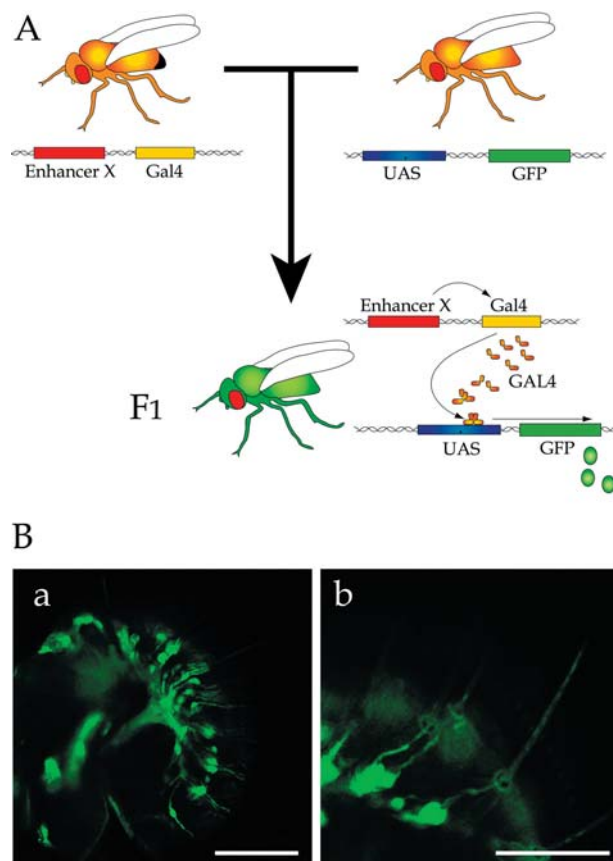 A
Enhancer X Gal4
UAS GFP
Enhancer X Gal4
GAL4
F1
UAS GFP
B
a b